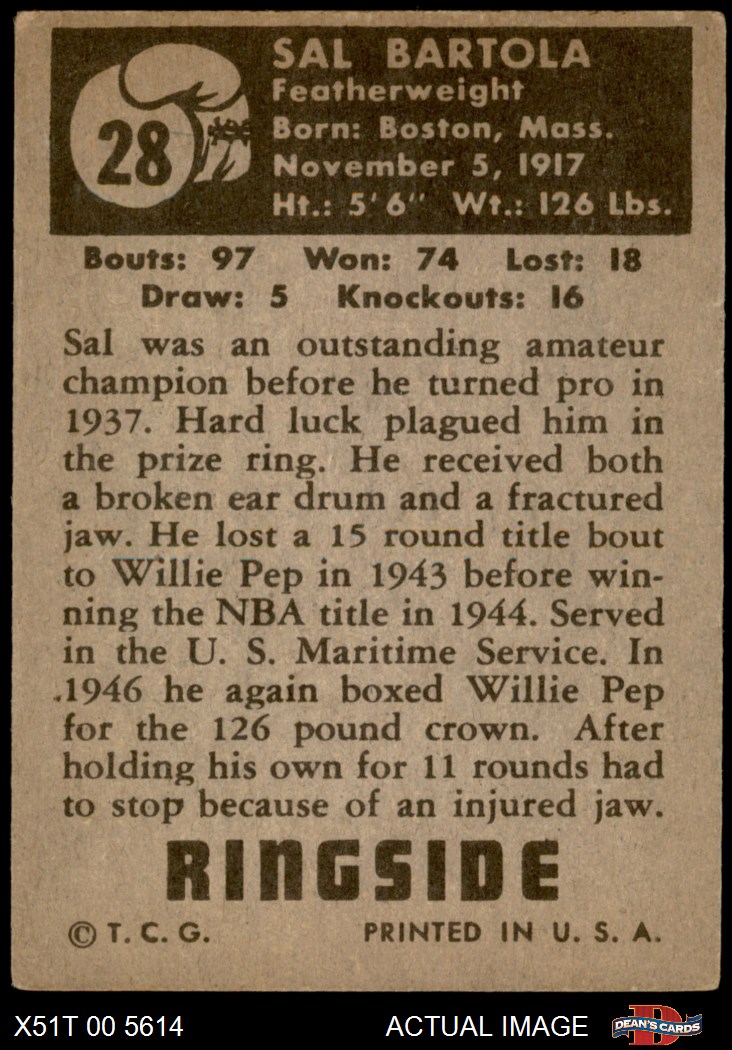 28
SAL BARTOLA
Featherweight
Born: Boston, Mass.
November 5, 1917
Ht.: 5' 6" Wt.: 126 Lbs.
Bouts: 97 Won: 74 Lost: 18
Draw: 5 Knockouts: 16
Sal was an outstanding amateur
champion before he turned pro in
1937. Hard luck plagued him in
the prize ring. He received both
a broken ear drum and a fractured
jaw. He lost a 15 round title bout
to Willie Pep in 1943 before win-
ning the NBA title in 1944. Served
in the U. S. Maritime Service. In
1946 he again boxed Willie Pep
for the 126 pound crown. After
holding his own for 11 rounds had
to stop because of an injured jaw.
RINGSIDE
© T. C. G. PRINTED IN U. S. A.
X51T 00 5614 ACTUAL IMAGE D DEAN'S CARDS